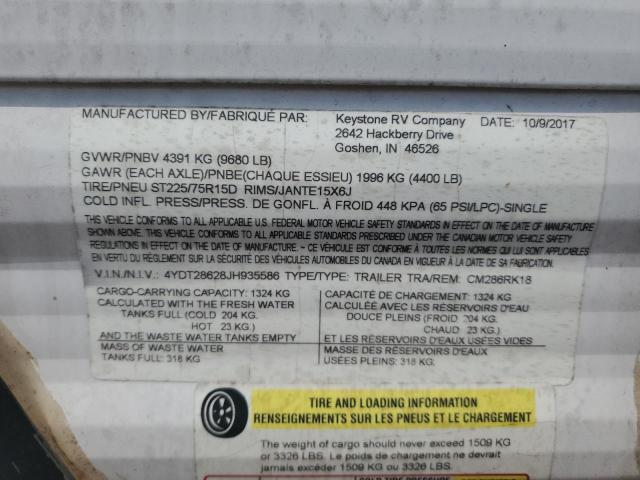 MANUFACTURED BY/FABRIQUÉ PAR: Keystone RV Company DATE: 10/9/2017
2642 Hackberry Drive
Goshen, IN 46526
GVWR/PNBV 4391 KG (9680 LB)
GAWR (EACH AXLE)/PNBE(CHAQUE ESSIEU) 1996 KG (4400 LB)
TIRE/PNEU ST225/75R15D RIMS/JANTE15X6J
COLD INFL. PRESS/PRESS. DE GONFL. À FROID 448 KPA (65 PSI/LPC)-SINGLE
THIS VEHICLE CONFORMS TO ALL APPLICABLE U.S. FEDERAL MOTOR VEHICLE SAFETY STANDARDS IN EFFECT ON THE DATE OF MANUFACTURE
SHOWN ABOVE. THIS VEHICLE CONFORMS TO ALL APPLICABLE STANDARDS PRESCRIBED UNDER THE CANADIAN MOTOR VEHICLE SAFETY
REGULATIONS IN EFFECT ON THE DATE OF MANUFACTURE. - CE VÉHICULE EST CONFORME À TOUTES LES NORMES QUI LUI SONT APPLICABLES
EN VERTU DU RÈGLEMENT SUR LA SÉCURITÉ DES VÉHICULES AUTOMOBILES DU CANADA EN VIGUEUR À LA DATE DE SA FABRICATION
V.I.N./N.I.V.: 4YDT28628JH935586 TYPE/TYPE: TRAILER TRA/REM: CM286RK18
CARGO-CARRYING CAPACITY: 1324 KG
CALCULATED WITH THE FRESH WATER
TANKS FULL (COLD 204 KG.
HOT 23 KG.)
AND THE WASTE WATER TANKS EMPTY
MASS OF WASTE WATER
TANKS FULL: 318 KG
CAPACITÉ DE CHARGEMENT: 1324 KG
CALCULÉE AVEC LES RÉSERVOIRS D'EAU
DOUCE PLEINS (FROID 204 KG.
CHAUD 23 KG.)
ET LES RÉSERVOIRS D'EAUX USÉES VIDES
MASSE DES RÉSERVOIRS D'EAUX
USÉES PLEINS: 318 KG.
TIRE AND LOADING INFORMATION
RENSEIGNEMENTS SUR LES PNEUS ET LE CHARGEMENT
The weight of cargo should never exceed 1509 KG
or 3326 LBS. Le poids de chargement ne devrait
jamais excéder 1509 KG ou 3326 LBS.
COLD TIRE